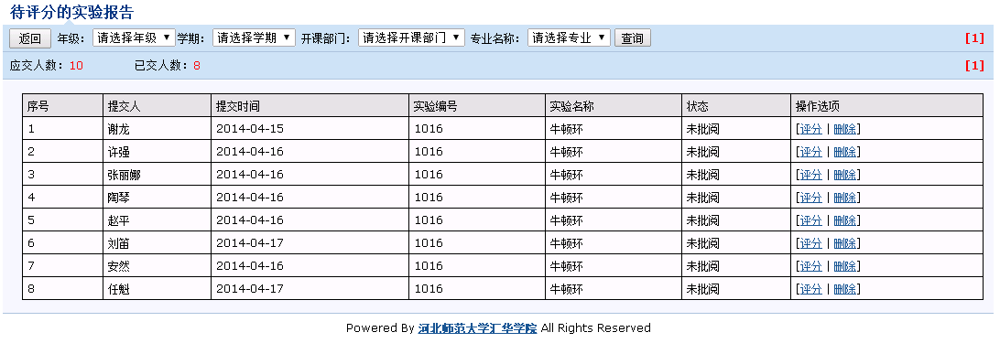 待评分的实验报告
返回 年级： 请选择年级 学期： 请选择学期 开课部门： 请选择开课部门 专业名称： 请选择专业 查询 [1]
应交人数：10 已交人数：8 [1]
序号 提交人 提交时间 实验编号 实验名称 状态 操作选项
1 谢龙 2014-04-15 1016 牛顿环 未批阅 [评分 | 删除]
2 许强 2014-04-16 1016 牛顿环 未批阅 [评分 | 删除]
3 张丽娜 2014-04-16 1016 牛顿环 未批阅 [评分 | 删除]
4 陶琴 2014-04-16 1016 牛顿环 未批阅 [评分 | 删除]
5 赵平 2014-04-16 1016 牛顿环 未批阅 [评分 | 删除]
6 刘笛 2014-04-17 1016 牛顿环 未批阅 [评分 | 删除]
7 安然 2014-04-16 1016 牛顿环 未批阅 [评分 | 删除]
8 任魁 2014-04-17 1016 牛顿环 未批阅 [评分 | 删除]
Powered By 河北师范大学汇华学院 All Rights Reserved